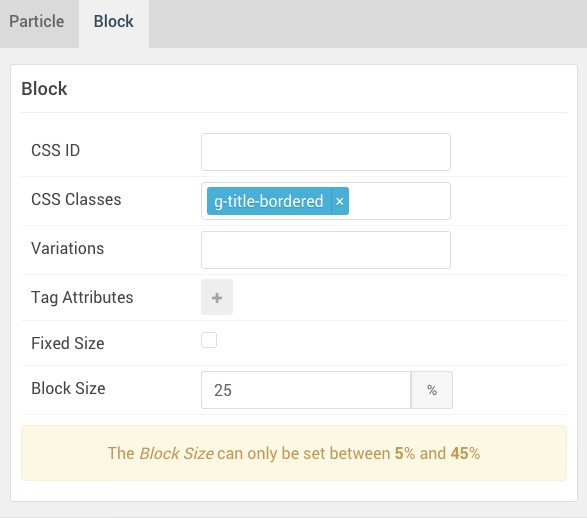 Particle Block
Block
CSS ID
CSS Classes g-title-bordered ×
Variations
Tag Attributes +
Fixed Size
Block Size 25 %
The Block Size can only be set between 5% and 45%